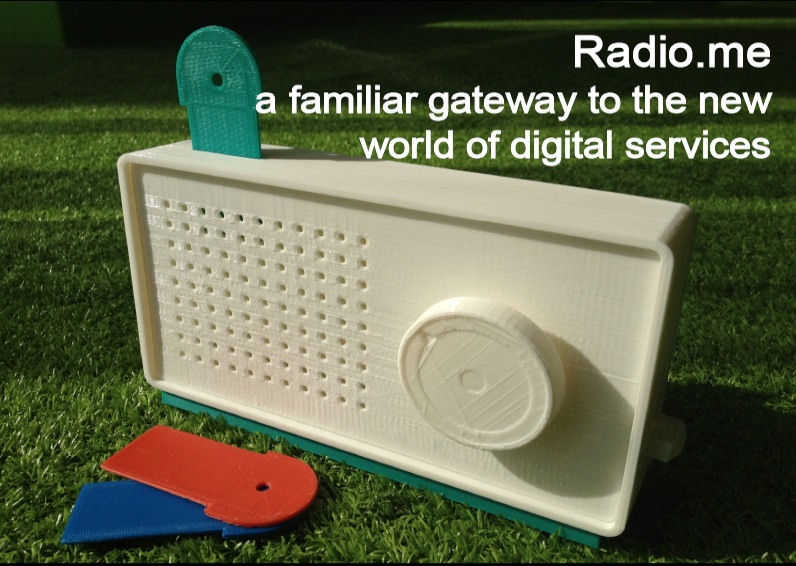 Radio.me
a familiar gateway to the new
world of digital services